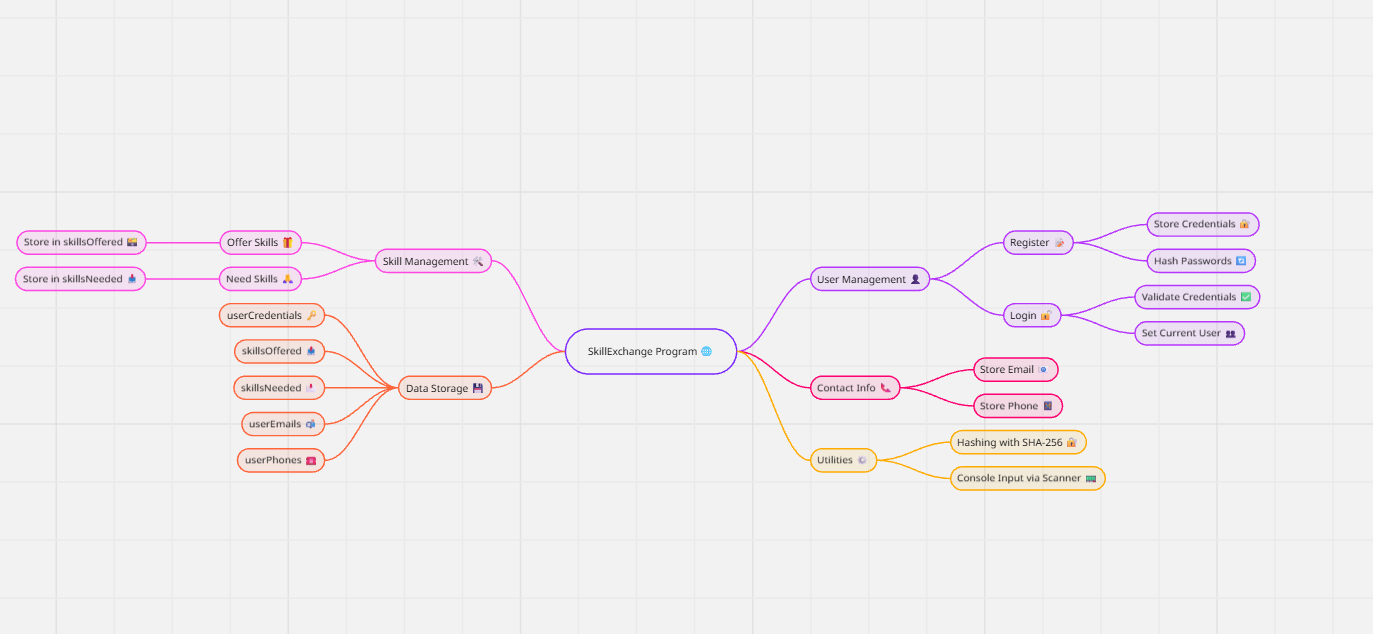 SkillExchange Program 🌐
User Management 👤
Register 📝
Store Credentials 🔐
Hash Passwords 🔄
Login 🔓
Validate Credentials ✅
Set Current User 👥
Contact Info 📞
Store Email 📧
Store Phone 📱
Utilities ⚙️
Hashing with SHA-256 🔐
Console Input via Scanner 📟
Skill Management 🛠️
Offer Skills 🎁
Store in skillsOffered 🗃️
Need Skills 🙏
Store in skillsNeeded 📥
Data Storage 💾
userCredentials 🔑
skillsOffered 📤
skillsNeeded 📌
userEmails 📬
userPhones ☎️